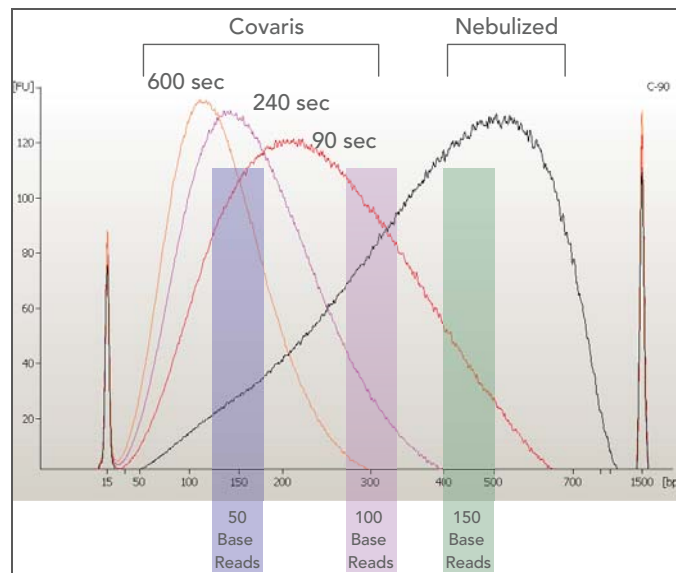 Covaris
Nebulized
[FU]
600 sec
C-90
240 sec
90 sec
120
100
80
60
40
20
15 50 100 150 200 300 400 500 700 1500 [bp
50
Base
Reads
100
Base
Reads
150
Base
Reads